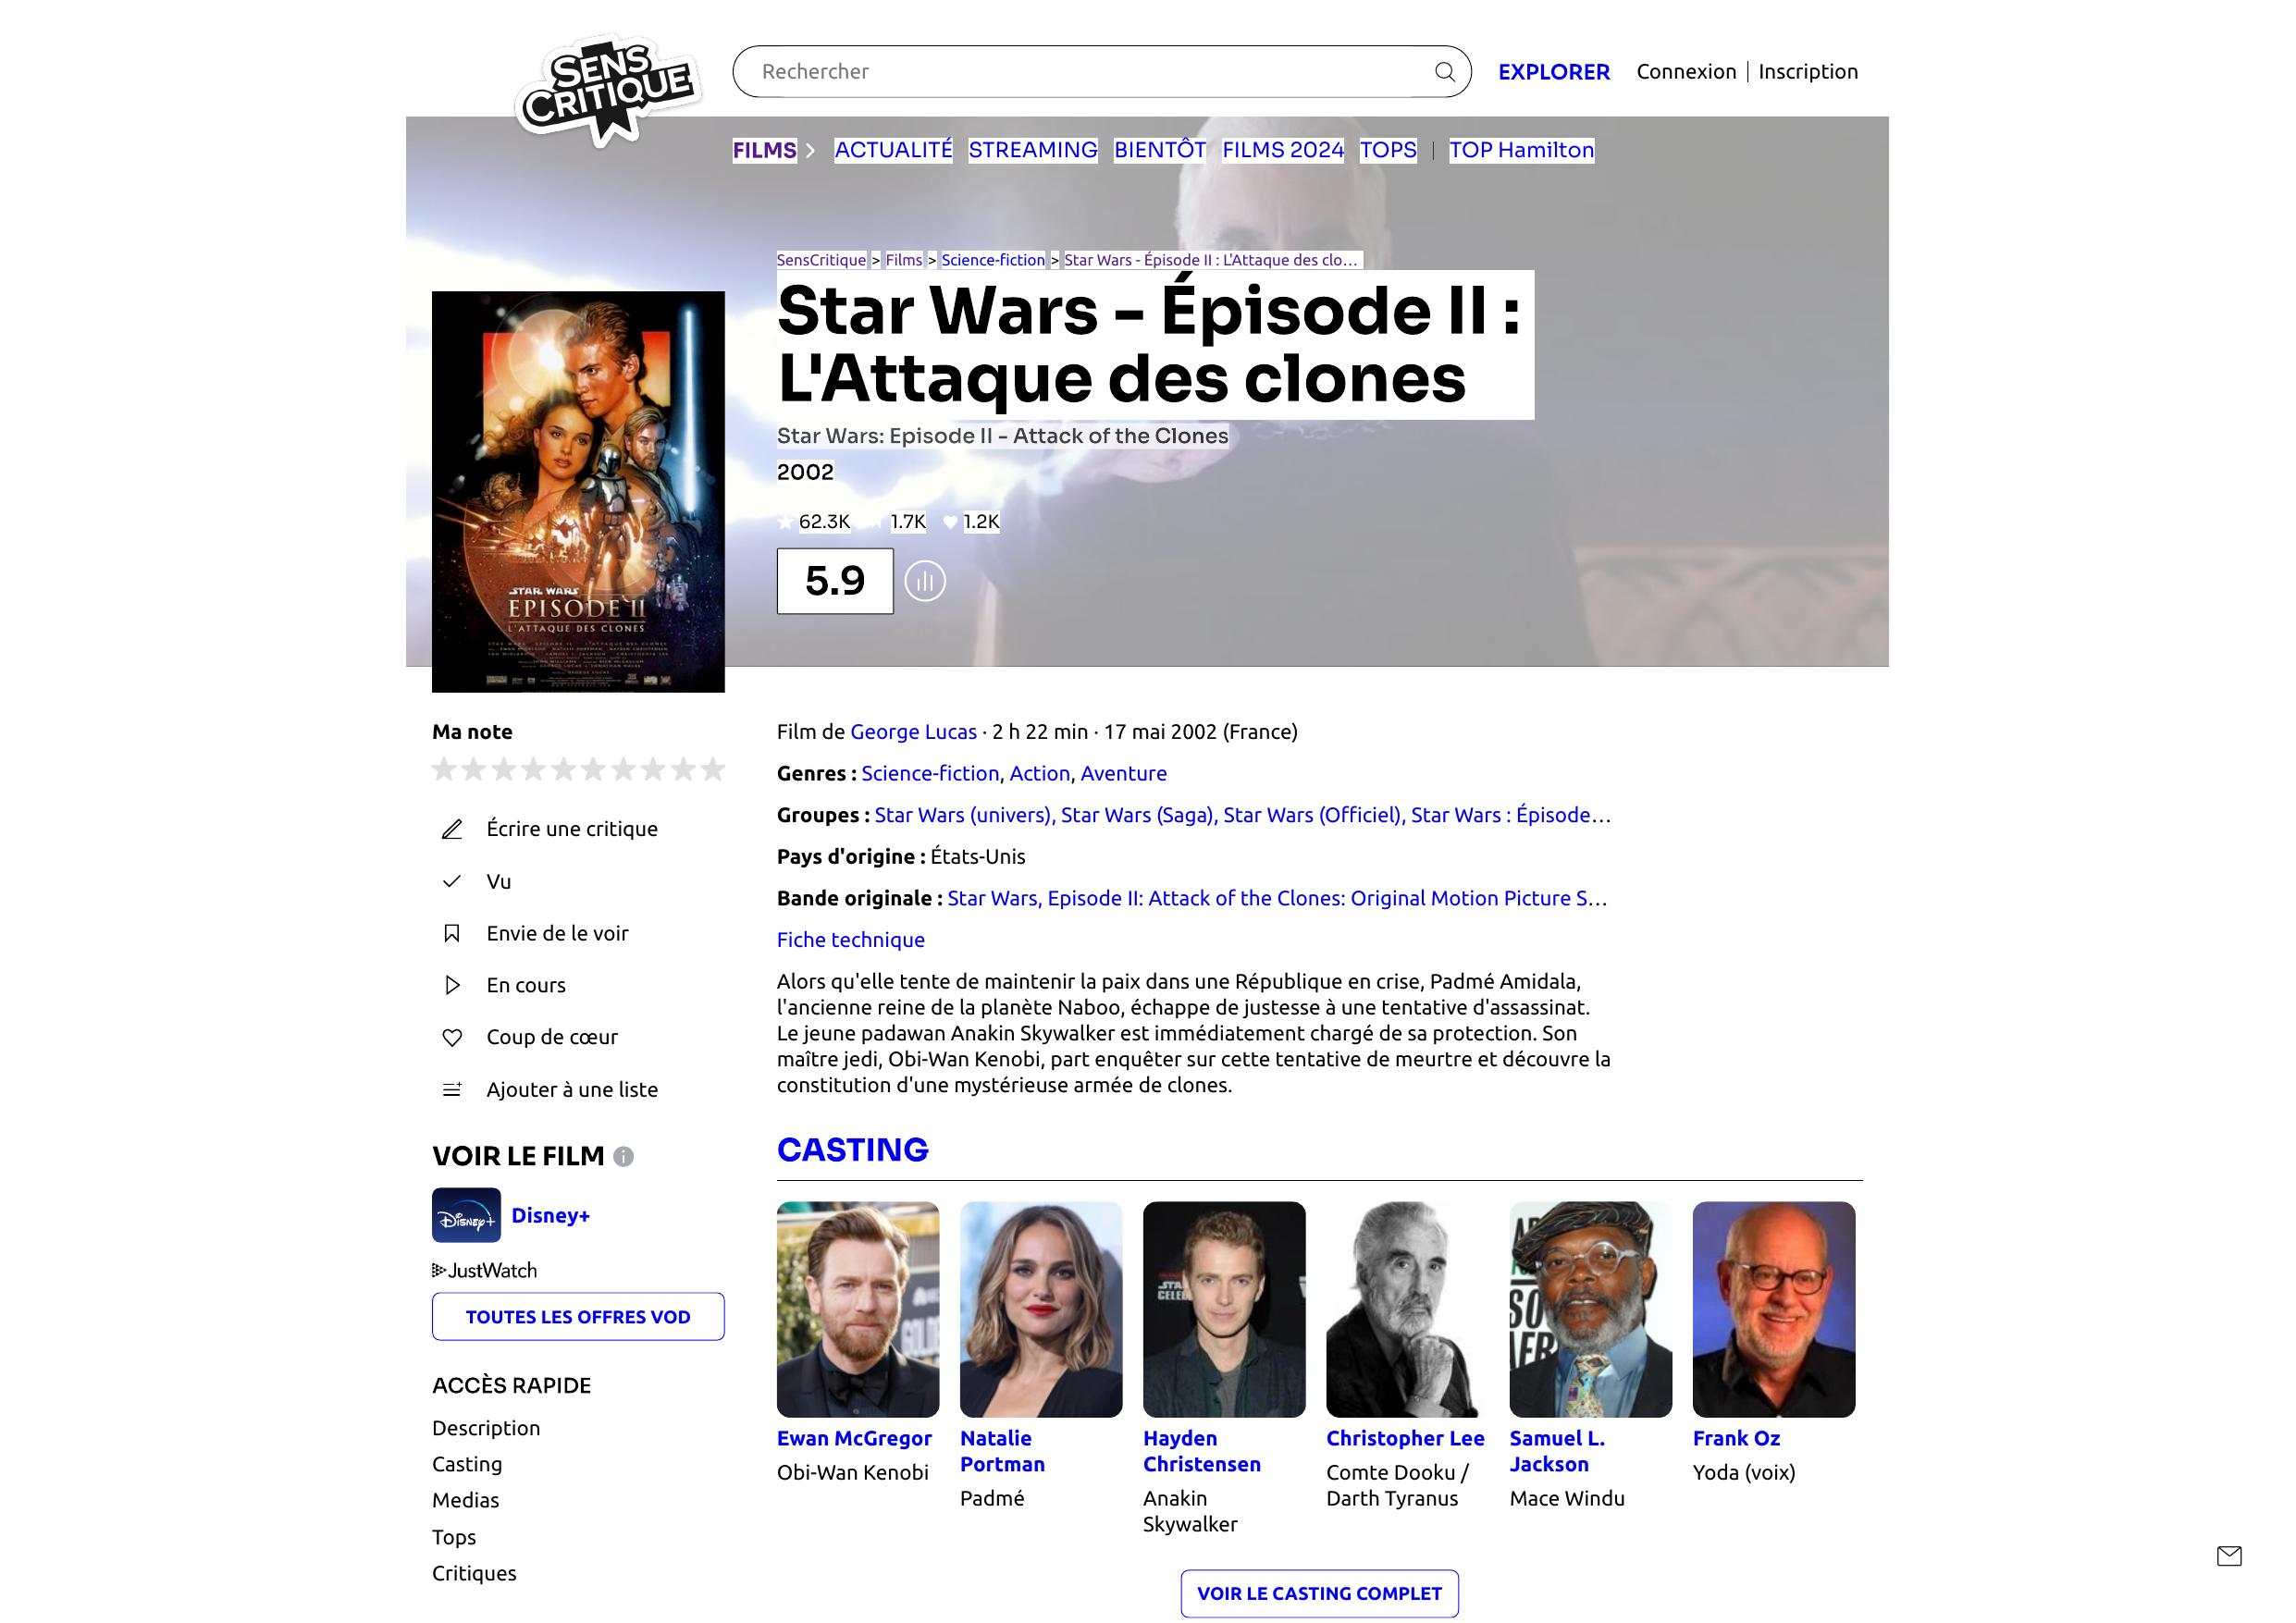 SENS
CRITIQUE
Rechercher
EXPLORER
Connexion | Inscription
FILMS
ACTUALITÉ
STREAMING
BIENTÔT
FILMS 2024
TOPS
|
TOP Hamilton
SensCritique > Films > Science-fiction > Star Wars - Épisode II : L'Attaque des clo…
Star Wars - Épisode II :
L'Attaque des clones
Star Wars: Episode II - Attack of the Clones
2002
62.3K
1.7K
1.2K
5.9
STAR WARS
EPISODE II
L'ATTAQUE DES CLONES
Ma note
Écrire une critique
Vu
Envie de le voir
En cours
Coup de cœur
Ajouter à une liste
VOIR LE FILM
Disney+
Disney+
JustWatch
TOUTES LES OFFRES VOD
ACCÈS RAPIDE
Description
Casting
Medias
Tops
Critiques
Film de George Lucas · 2 h 22 min · 17 mai 2002 (France)
Genres : Science-fiction, Action, Aventure
Groupes : Star Wars (univers), Star Wars (Saga), Star Wars (Officiel), Star Wars : Épisode…
Pays d'origine : États-Unis
Bande originale : Star Wars, Episode II: Attack of the Clones: Original Motion Picture S…
Fiche technique
Alors qu'elle tente de maintenir la paix dans une République en crise, Padmé Amidala,
l'ancienne reine de la planète Naboo, échappe de justesse à une tentative d'assassinat.
Le jeune padawan Anakin Skywalker est immédiatement chargé de sa protection. Son
maître jedi, Obi-Wan Kenobi, part enquêter sur cette tentative de meurtre et découvre la
constitution d'une mystérieuse armée de clones.
CASTING
Ewan McGregor
Obi-Wan Kenobi
Natalie
Portman
Padmé
Hayden
Christensen
Anakin
Skywalker
Christopher Lee
Comte Dooku /
Darth Tyranus
Samuel L.
Jackson
Mace Windu
Frank Oz
Yoda (voix)
VOIR LE CASTING COMPLET